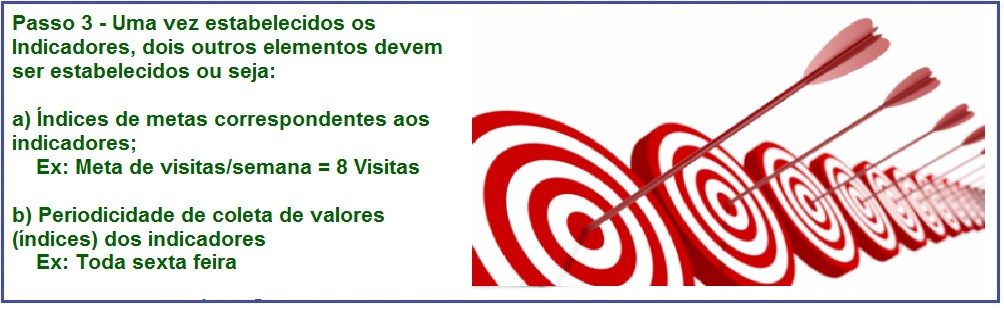 Passo 3 - Uma vez estabelecidos os
Indicadores, dois outros elementos devem
ser estabelecidos ou seja:
a) Índices de metas correspondentes aos
indicadores;
Ex: Meta de visitas/semana = 8 Visitas
b) Periodicidade de coleta de valores
(índices) dos indicadores
Ex: Toda sexta feira